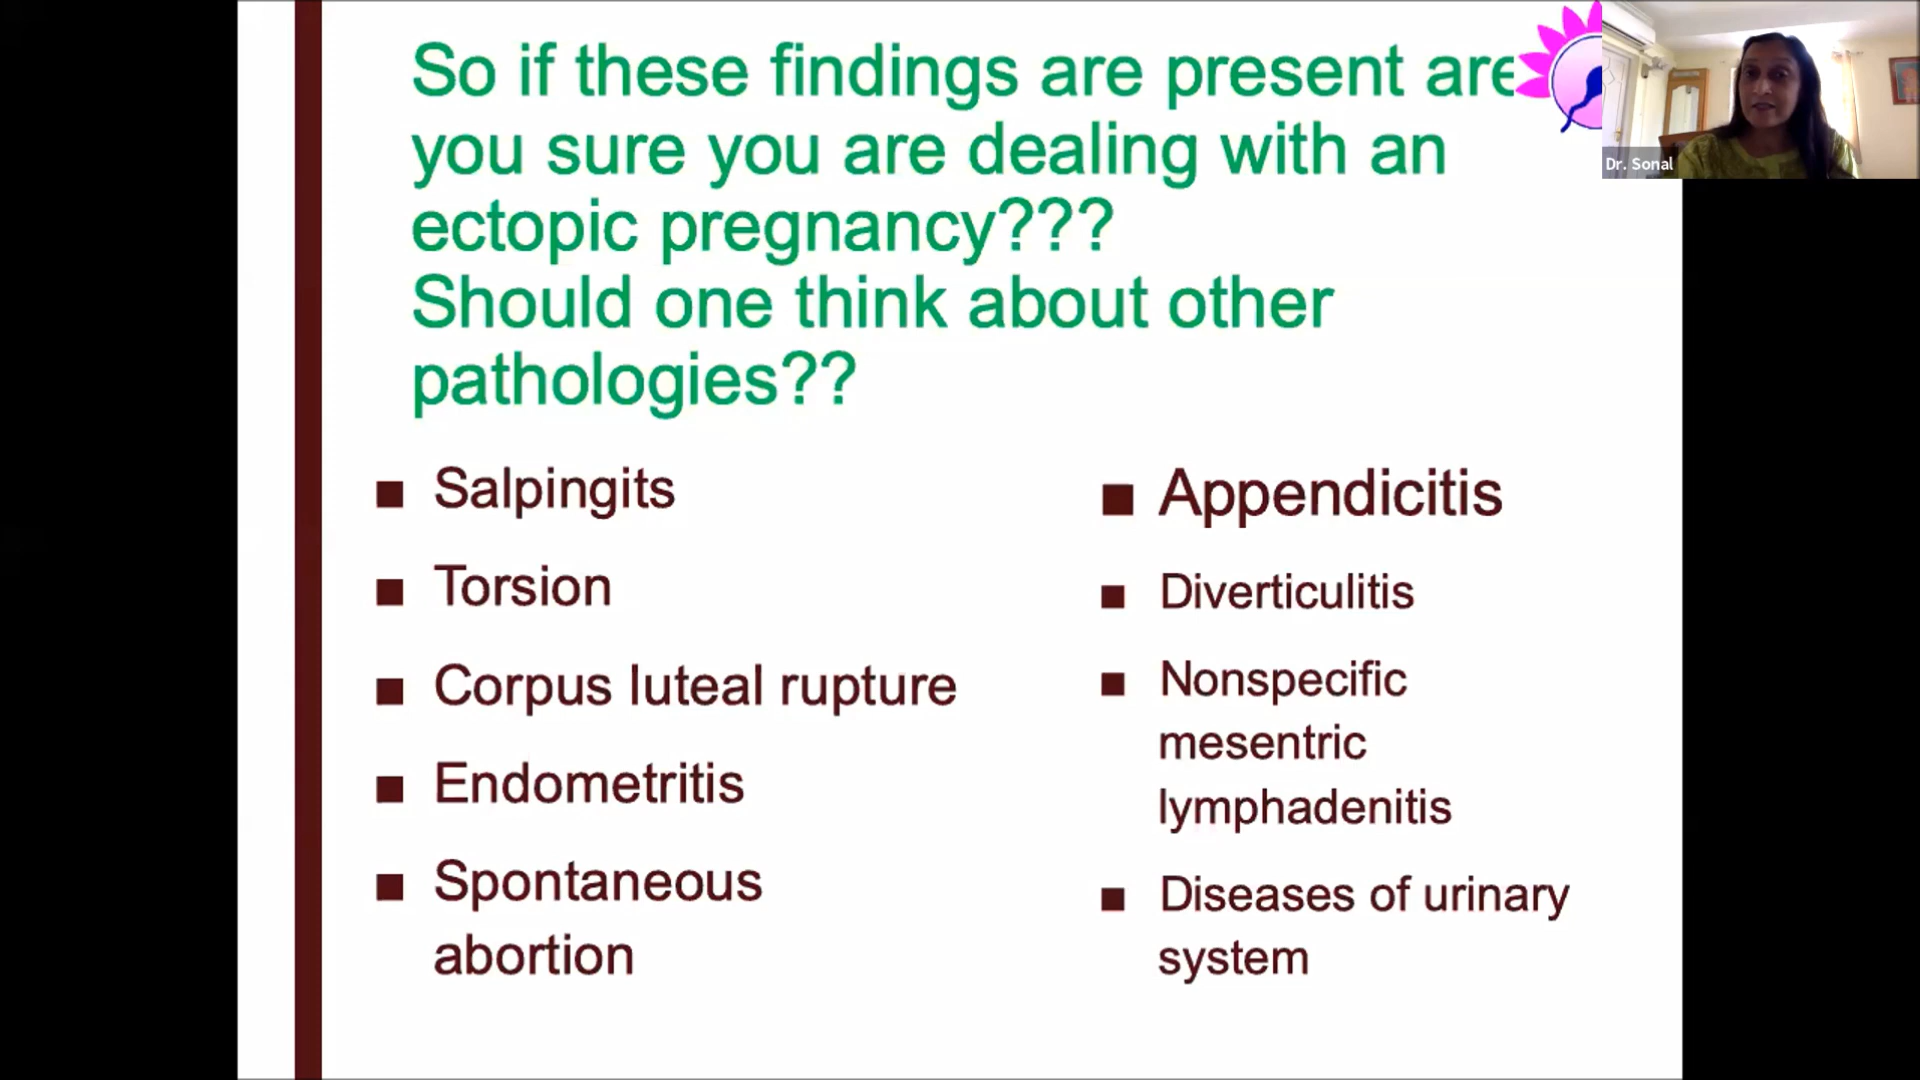 So if these findings are present are
you sure you are dealing with an
ectopic pregnancy???
Should one think about other
pathologies??
■ Salpingits
■ Torsion
■ Corpus luteal rupture
■ Endometritis
■ Spontaneous
abortion
■ Appendicitis
■ Diverticulitis
■ Nonspecific
mesentric
lymphadenitis
■ Diseases of urinary
system
Dr. Sonal